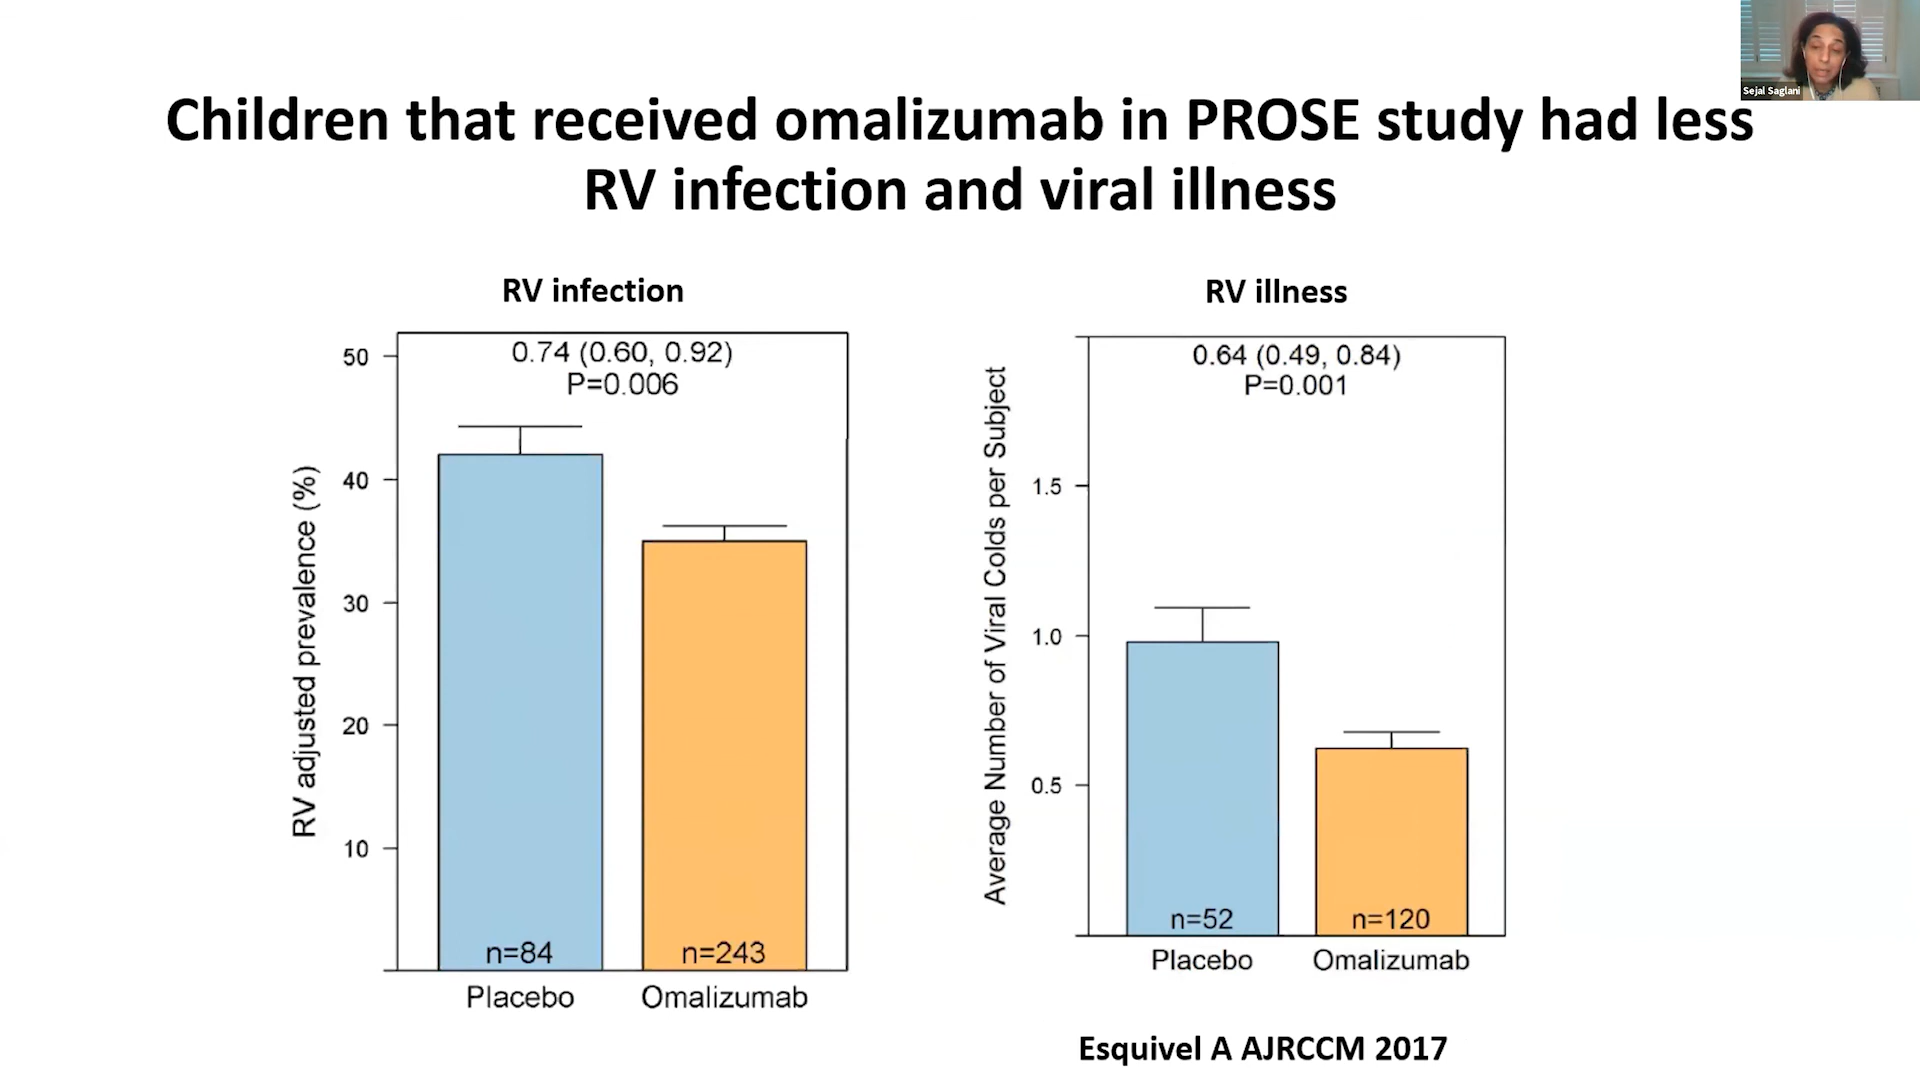 Sejal Saglani
Children that received omalizumab in PROSE study had less
RV infection and viral illness
RV infection
0.74 (0.60, 0.92)
P=0.006
RV adjusted prevalence (%)
50
40
30
20
10
n=84
n=243
Placebo
Omalizumab
RV illness
0.64 (0.49, 0.84)
P=0.001
Average Number of Viral Colds per Subject
1.5
1.0
0.5
n=52
n=120
Placebo
Omalizumab
Esquivel A AJRCCM 2017